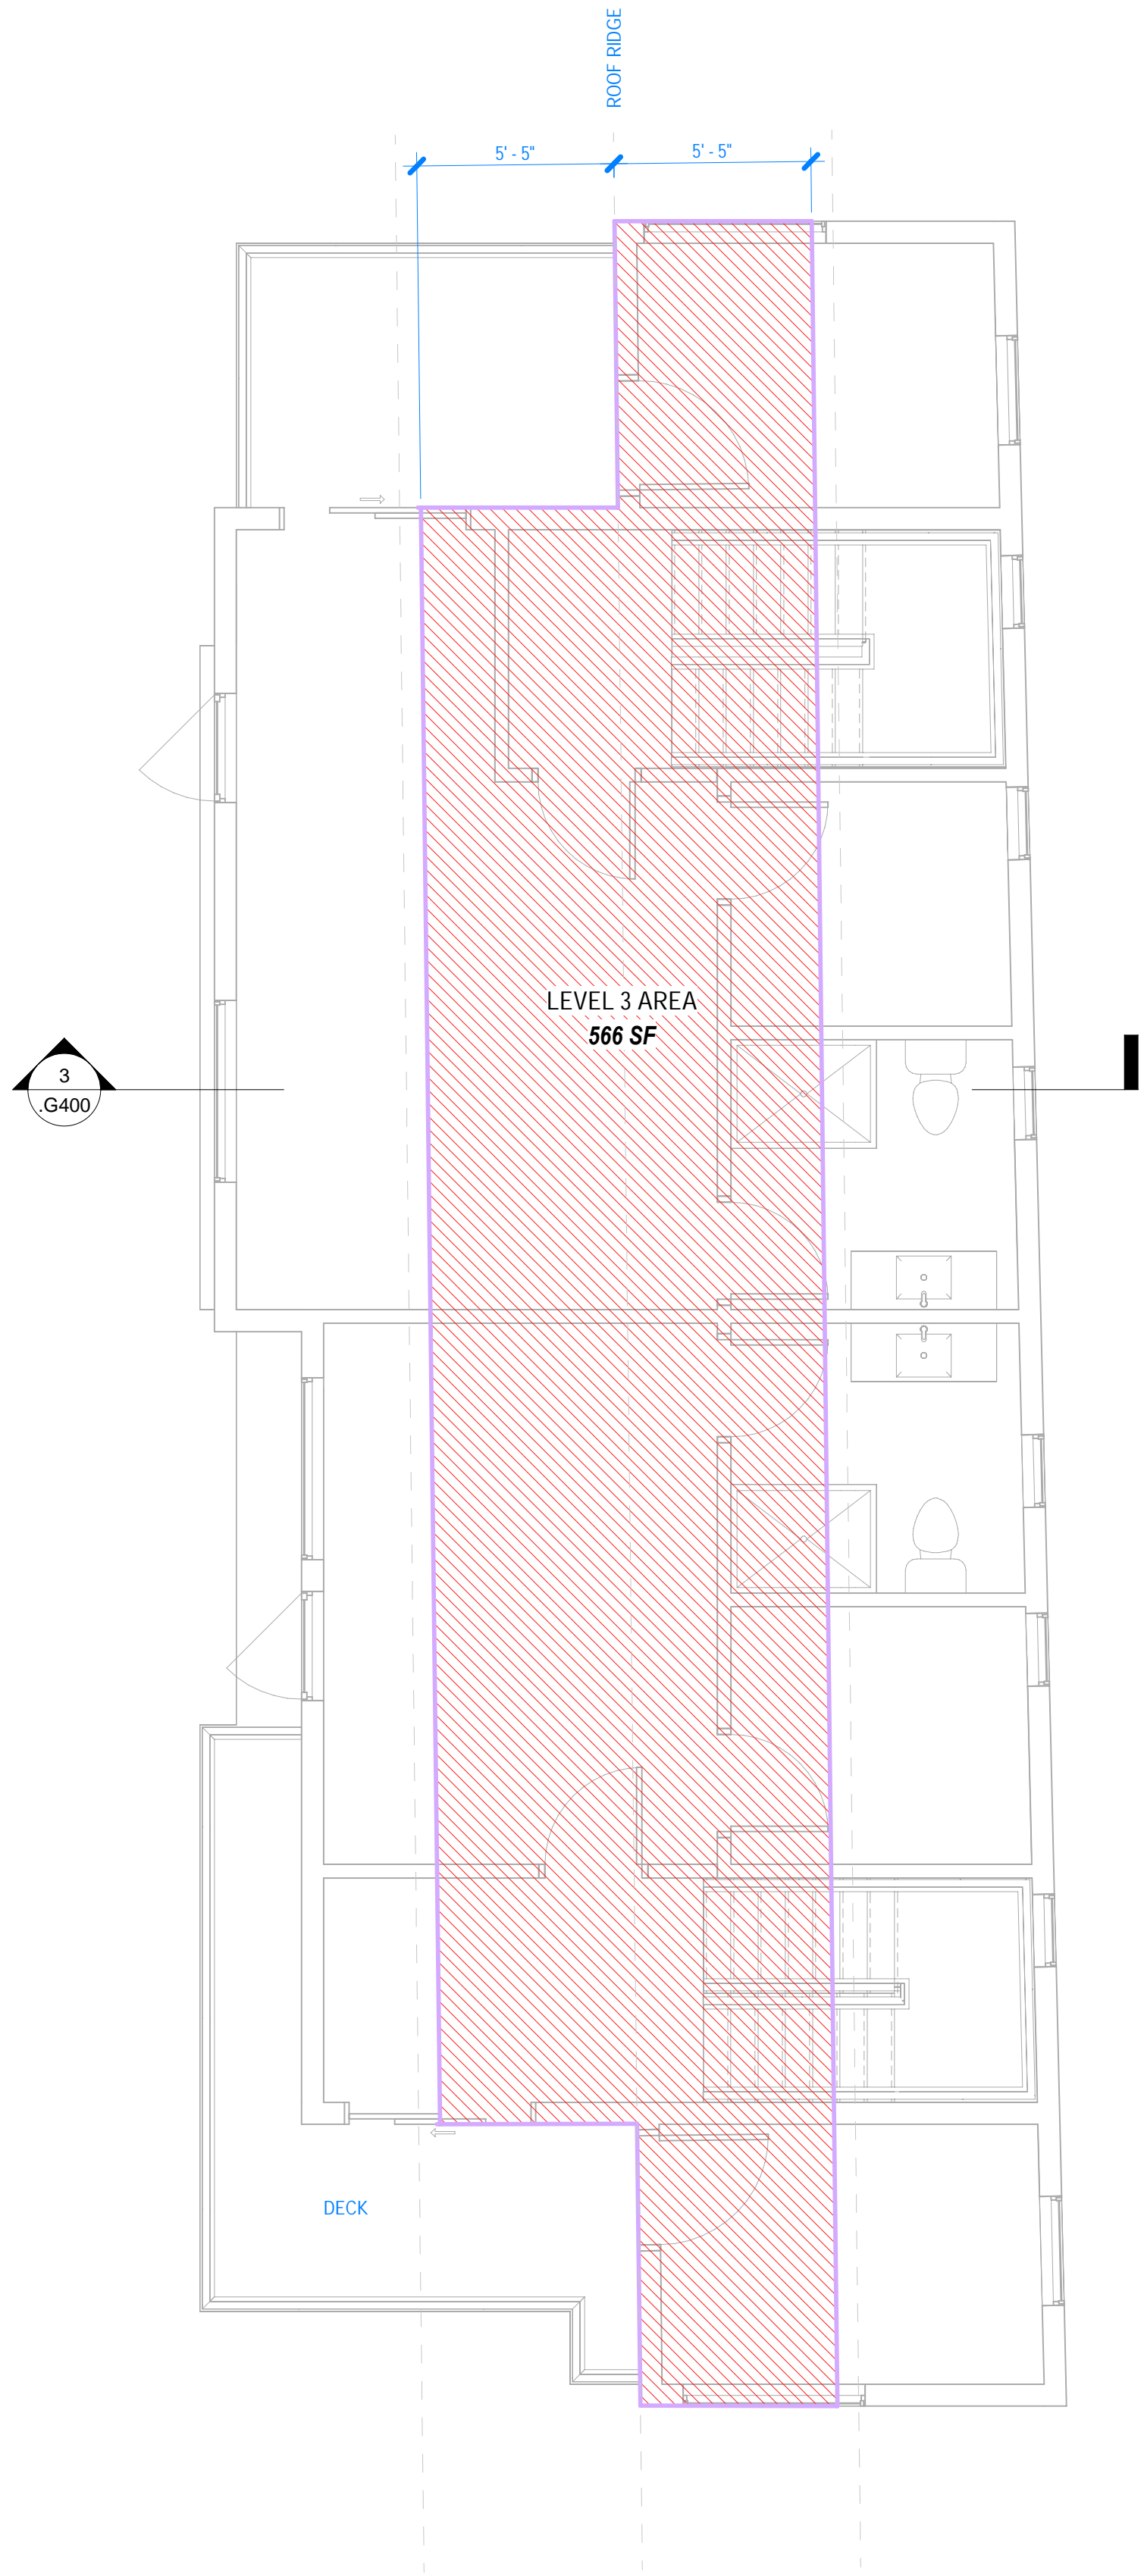 ROOF RIDGE
5' - 5"
5' - 5"
LEVEL 3 AREA
566 SF
3
.G400
DECK